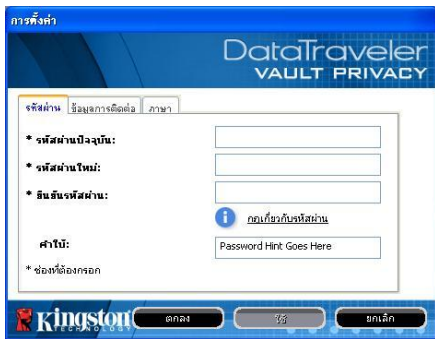 การตั้งค่า
DataTraveler
VAULT PRIVACY
รหัสผ่าน ข้อมูลการติดต่อ ภาษา
* รหัสผ่านปัจจุบัน:
* รหัสผ่านใหม่:
* ยืนยันรหัสผ่าน:
i กฎเกี่ยวกับรหัสผ่าน
คำใบ้: Password Hint Goes Here
* ช่องที่ต้องกรอก
Kingston ตกลง ใช้ ยกเลิก
TECHNOLOGY